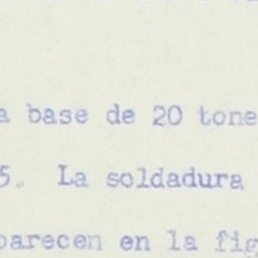 a base de 20 tone
5. La soldadura
parecen en la fig